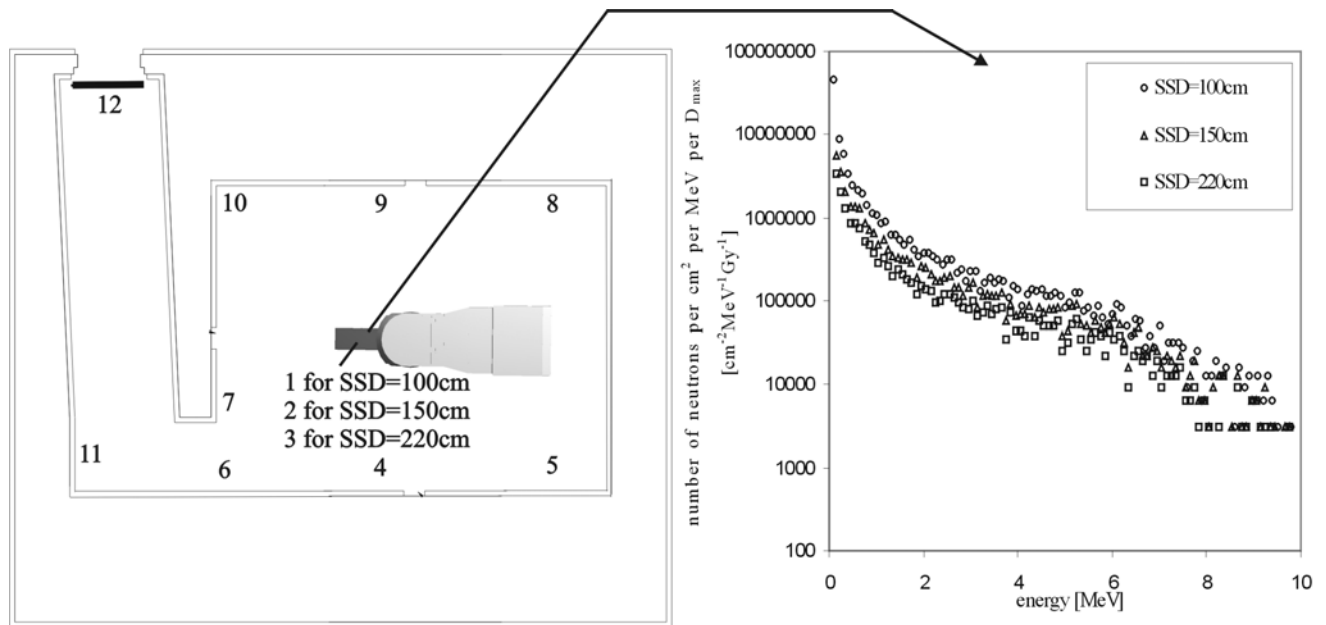 12
10
9
8
1 for SSD=100cm
2 for SSD=150cm
3 for SSD=220cm
7
11
6
4
5
number of neutrons per cm² per MeV per Dmax
[cm⁻²MeV⁻¹Gy⁻¹]
100000000
10000000
1000000
100000
10000
1000
100
0
2
4
6
8
10
energy [MeV]
SSD=100cm
SSD=150cm
SSD=220cm